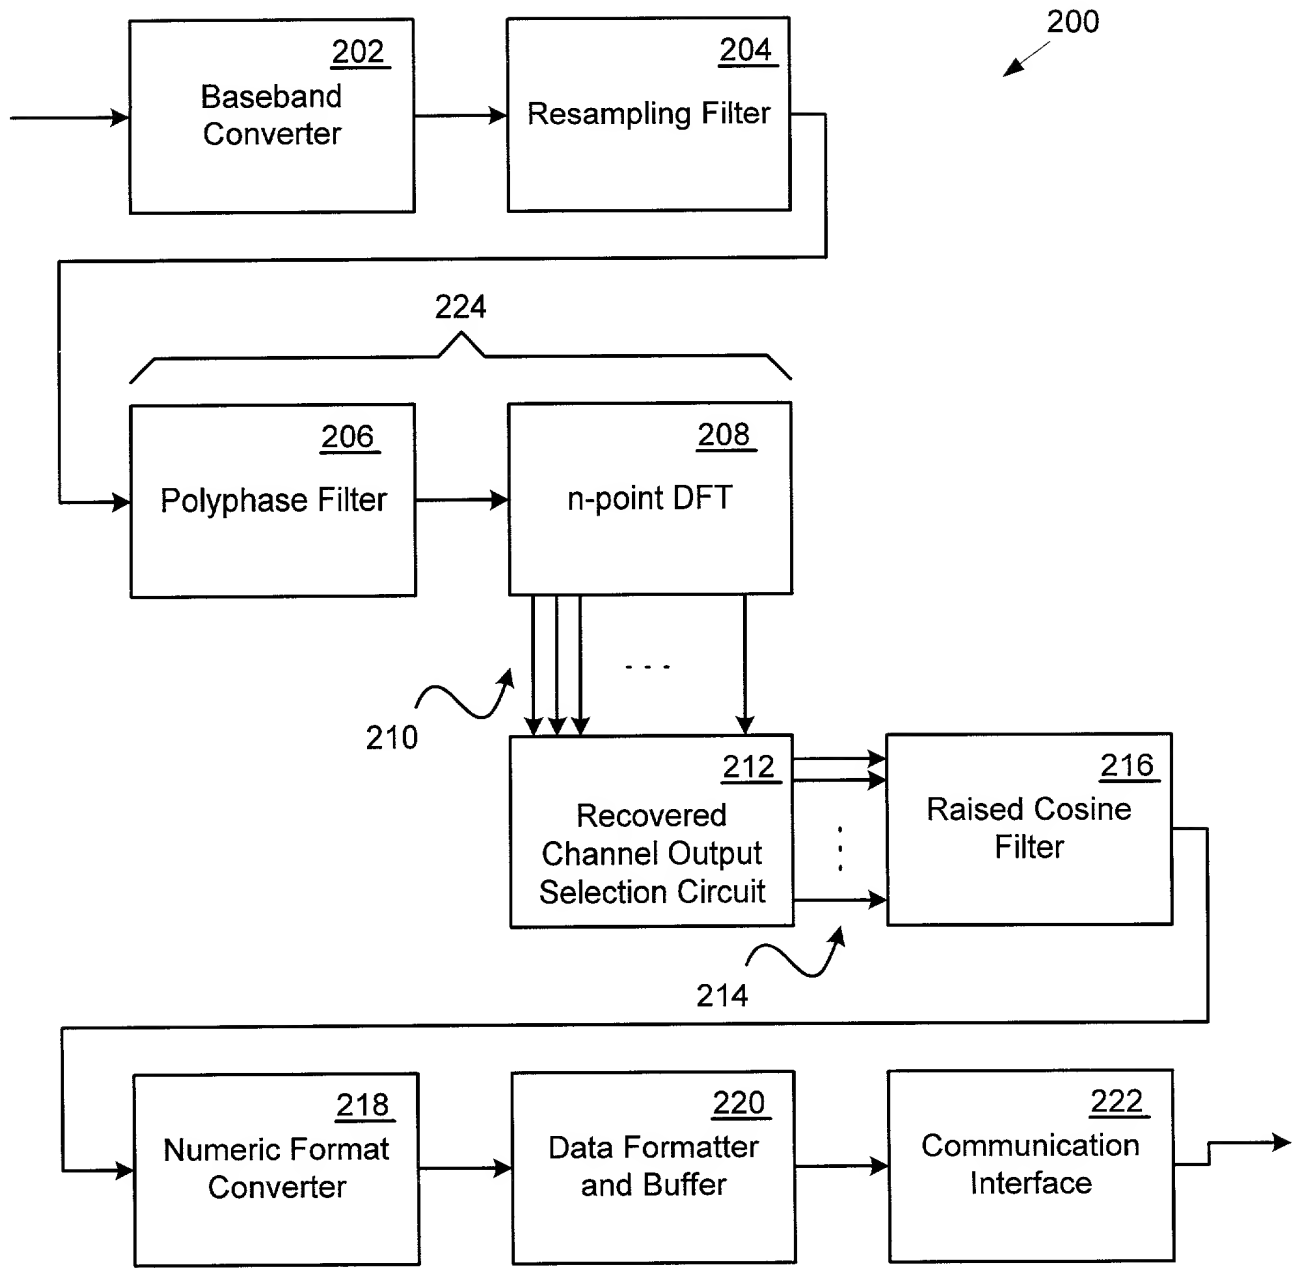 200
202
Baseband
Converter
204
Resampling Filter
224
206
Polyphase Filter
208
n-point DFT
. . .
210
212
Recovered
Channel Output
Selection Circuit
214
216
Raised Cosine
Filter
218
Numeric Format
Converter
220
Data Formatter
and Buffer
222
Communication
Interface